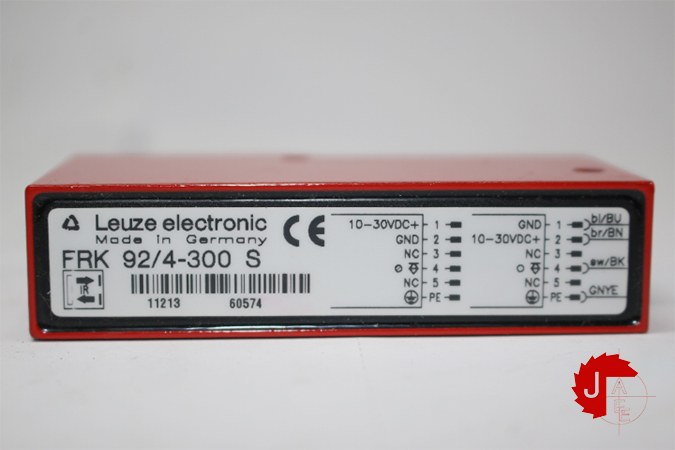 Leuze electronic
Made in Germany
CE
FRK 92/4-300 S
IR
11213 60574
10-30VDC+ 1
GND 2
NC 3
4
NC 5
PE
GND 1 bl/BU
10-30VDC+ 2 br/BN
NC 3
4 sw/BK
NC 5
PE GNYE
J
A
E